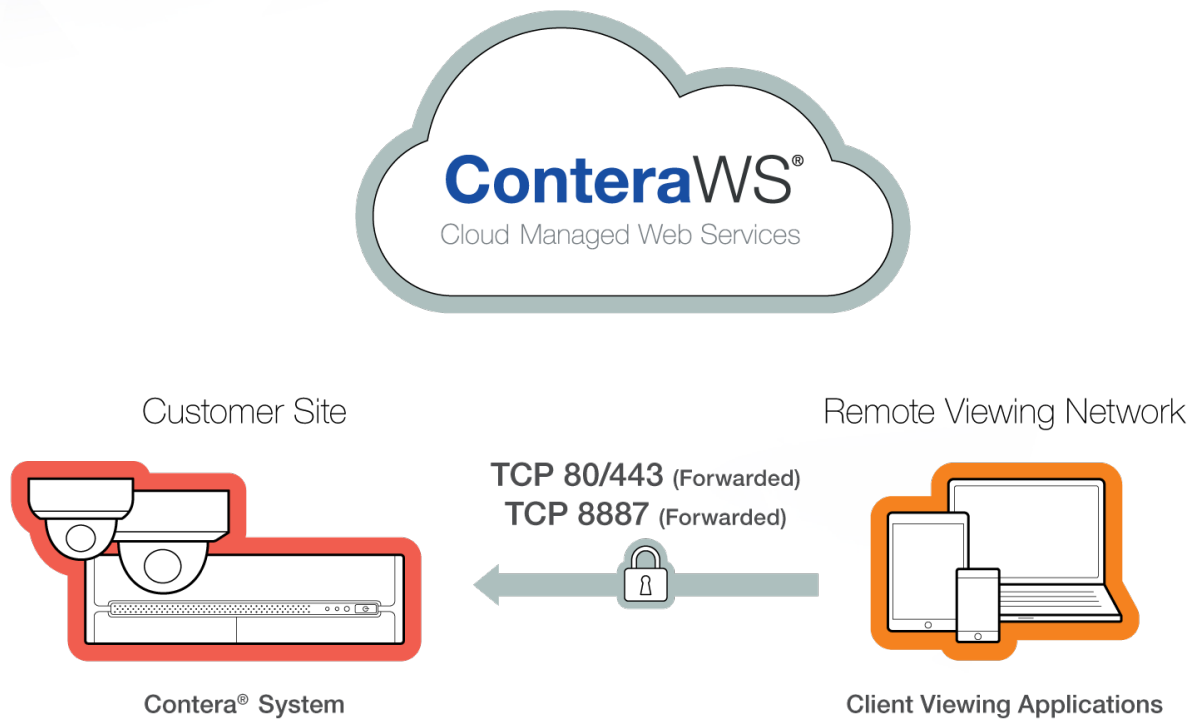 ConteraWS®
Cloud Managed Web Services
Customer Site
Remote Viewing Network
TCP 80/443 (Forwarded)
TCP 8887 (Forwarded)
Contera® System
Client Viewing Applications